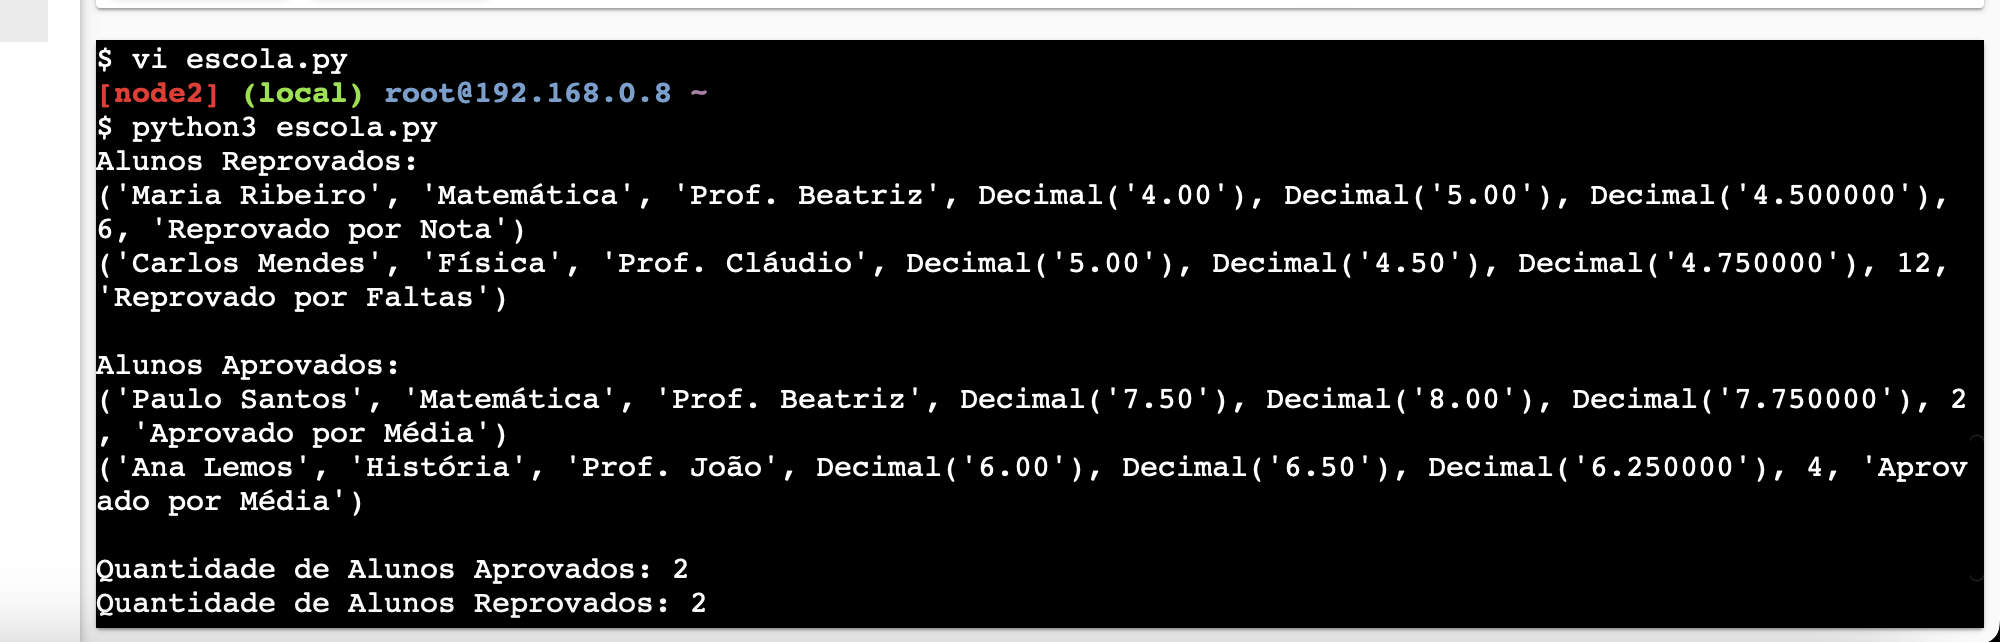 $ vi escola.py
[node2] (local) root@192.168.0.8 ~
$ python3 escola.py
Alunos Reprovados:
('Maria Ribeiro', 'Matemática', 'Prof. Beatriz', Decimal('4.00'), Decimal('5.00'), Decimal('4.500000'),
6, 'Reprovado por Nota')
('Carlos Mendes', 'Física', 'Prof. Cláudio', Decimal('5.00'), Decimal('4.50'), Decimal('4.750000'), 12,
'Reprovado por Faltas')
Alunos Aprovados:
('Paulo Santos', 'Matemática', 'Prof. Beatriz', Decimal('7.50'), Decimal('8.00'), Decimal('7.750000'), 2
, 'Aprovado por Média')
('Ana Lemos', 'História', 'Prof. João', Decimal('6.00'), Decimal('6.50'), Decimal('6.250000'), 4, 'Aprov
ado por Média')
Quantidade de Alunos Aprovados: 2
Quantidade de Alunos Reprovados: 2